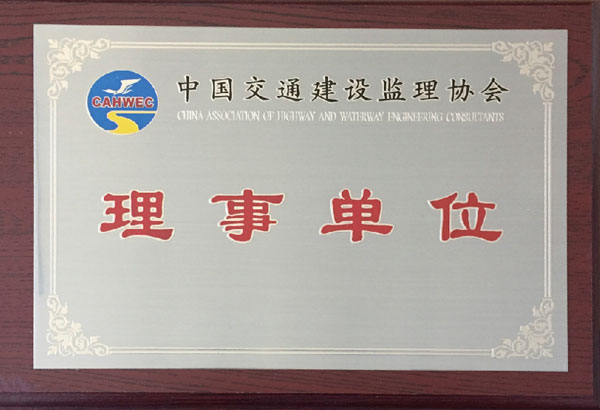 CAHWEC
中国交通建设监理协会
CHINA ASSOCIATION OF HIGHWAY AND WATERWAY ENGINEERING CONSULTANTS
理事单位